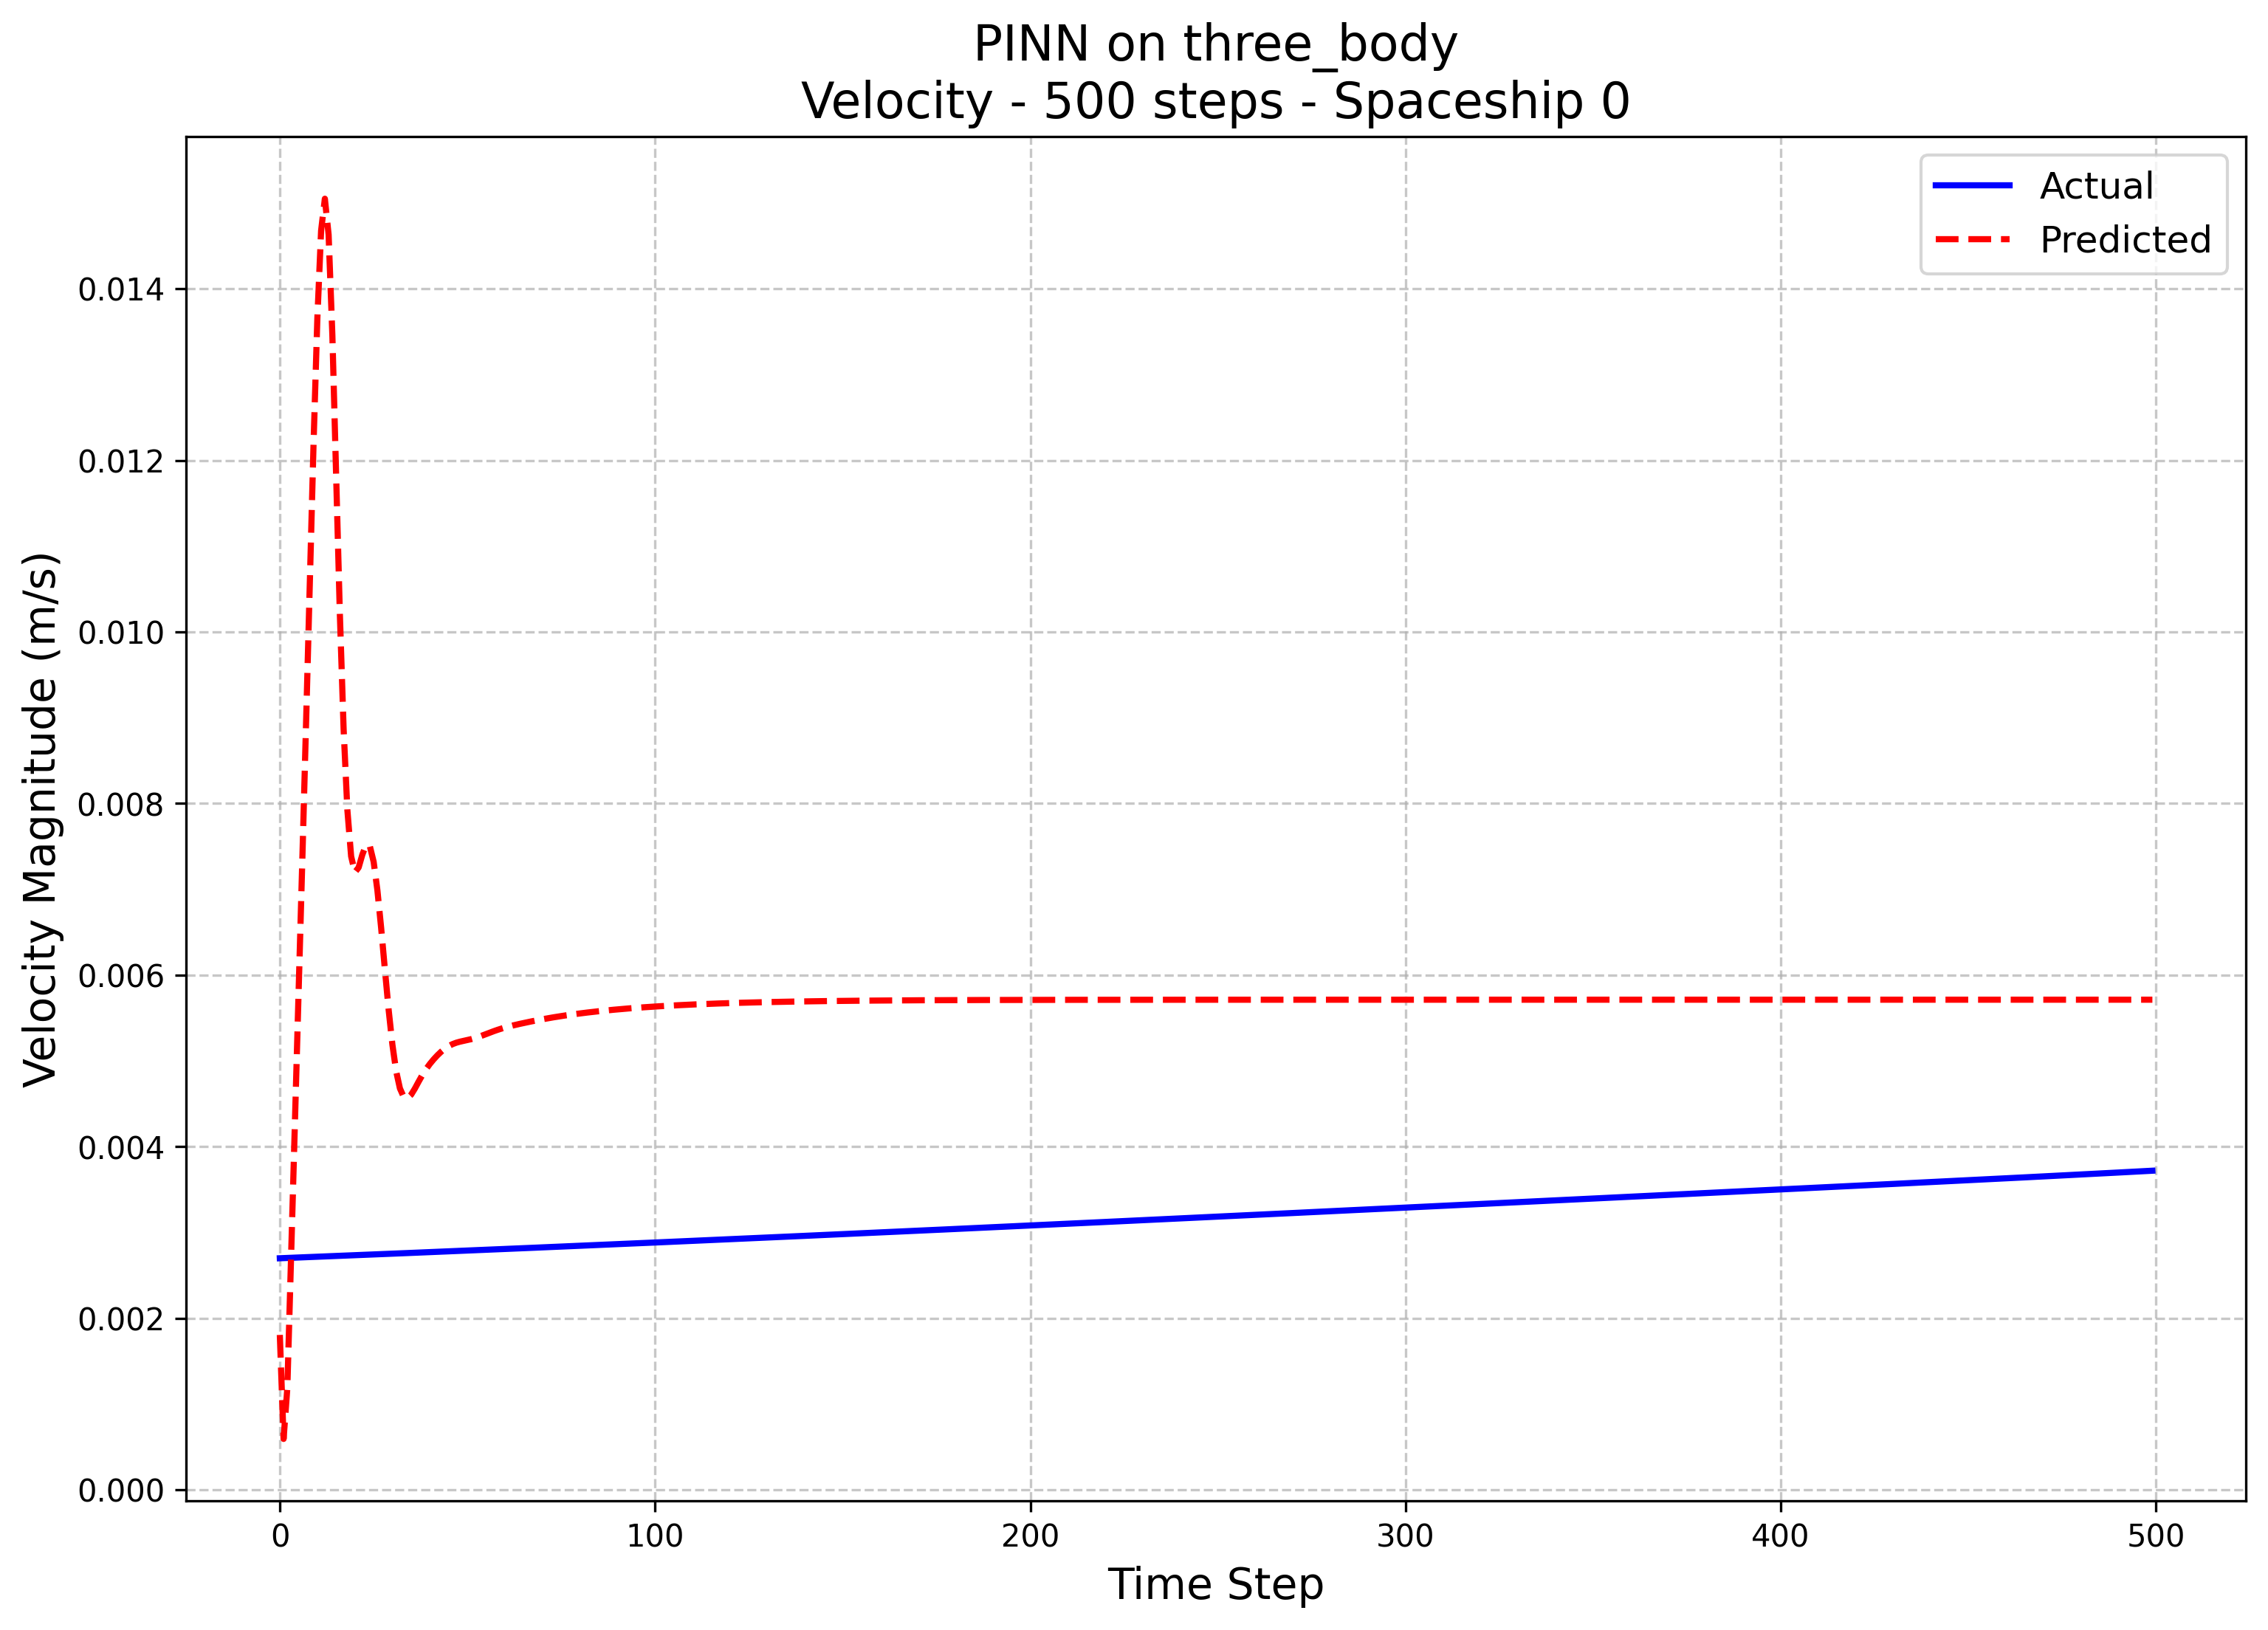 PINN on three_body
Velocity - 500 steps - Spaceship 0
Actual
Predicted
0.014
0.012
0.010
0.008
0.006
0.004
0.002
0.000
Velocity Magnitude (m/s)
0 100 200 300 400 500
Time Step